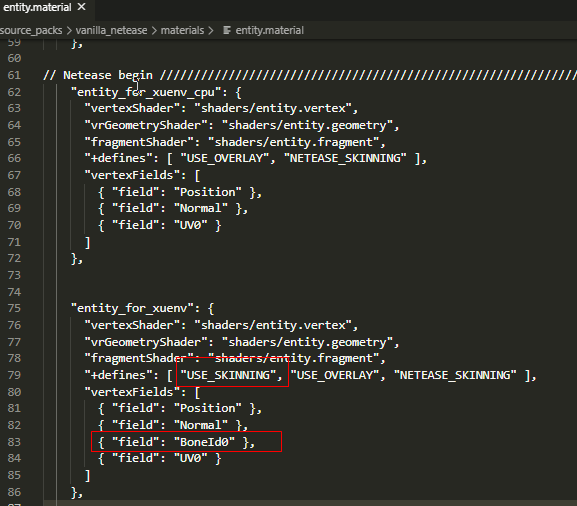 entity.material ×
source_packs > vanilla_netease > materials > entity.material
59 },
60
61 // Netease begin ////////////////////////////////////////////////////////////
62 "entity_for_xuenv_cpu": {
63 "vertexShader": "shaders/entity.vertex",
64 "vrGeometryShader": "shaders/entity.geometry",
65 "fragmentShader": "shaders/entity.fragment",
66 "+defines": [ "USE_OVERLAY", "NETEASE_SKINNING" ],
67 "vertexFields": [
68 { "field": "Position" },
69 { "field": "Normal" },
70 { "field": "UV0" }
71 ]
72 },
73
74
75 "entity_for_xuenv": {
76 "vertexShader": "shaders/entity.vertex",
77 "vrGeometryShader": "shaders/entity.geometry",
78 "fragmentShader": "shaders/entity.fragment",
79 "+defines": [ "USE_SKINNING", "USE_OVERLAY", "NETEASE_SKINNING" ],
80 "vertexFields": [
81 { "field": "Position" },
82 { "field": "Normal" },
83 { "field": "BoneId0" },
84 { "field": "UV0" }
85 ]
86 },
87